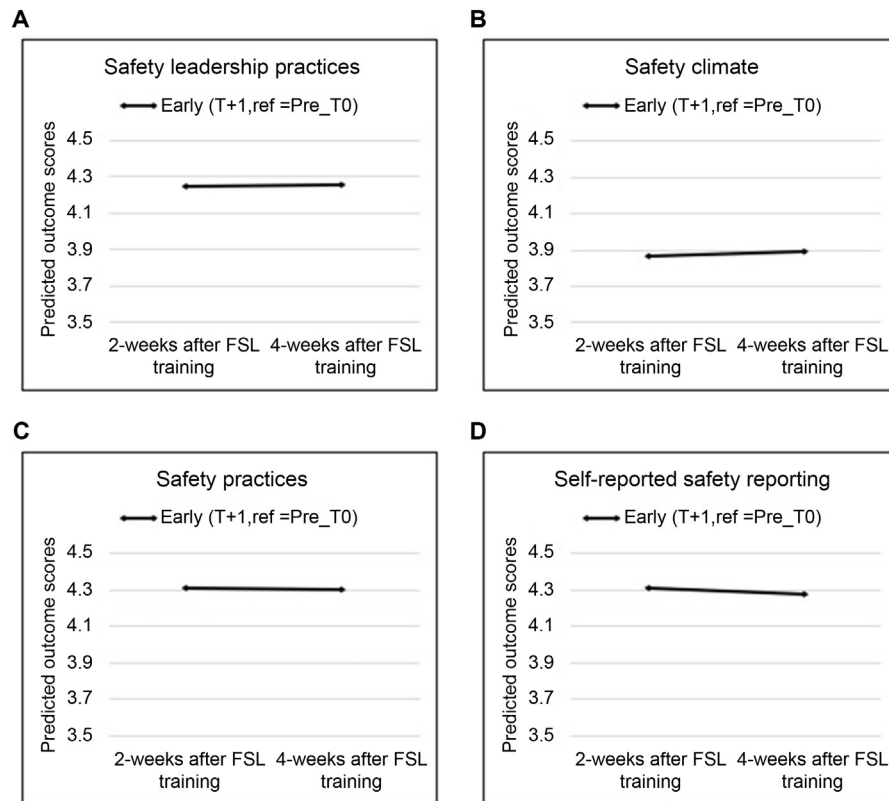 A
Safety leadership practices
Early (T+1,ref =Pre_T0)
Predicted outcome scores
4.5
4.3
4.1
3.9
3.7
3.5
2-weeks after FSL
training
4-weeks after FSL
training
B
Safety climate
Early (T+1,ref =Pre_T0)
Predicted outcome scores
4.5
4.3
4.1
3.9
3.7
3.5
2-weeks after FSL
training
4-weeks after FSL
training
C
Safety practices
Early (T+1,ref =Pre_T0)
Predicted outcome scores
4.5
4.3
4.1
3.9
3.7
3.5
2-weeks after FSL
training
4-weeks after FSL
training
D
Self-reported safety reporting
Early (T+1,ref =Pre_T0)
Predicted outcome scores
4.5
4.3
4.1
3.9
3.7
3.5
2-weeks after FSL
training
4-weeks after FSL
training